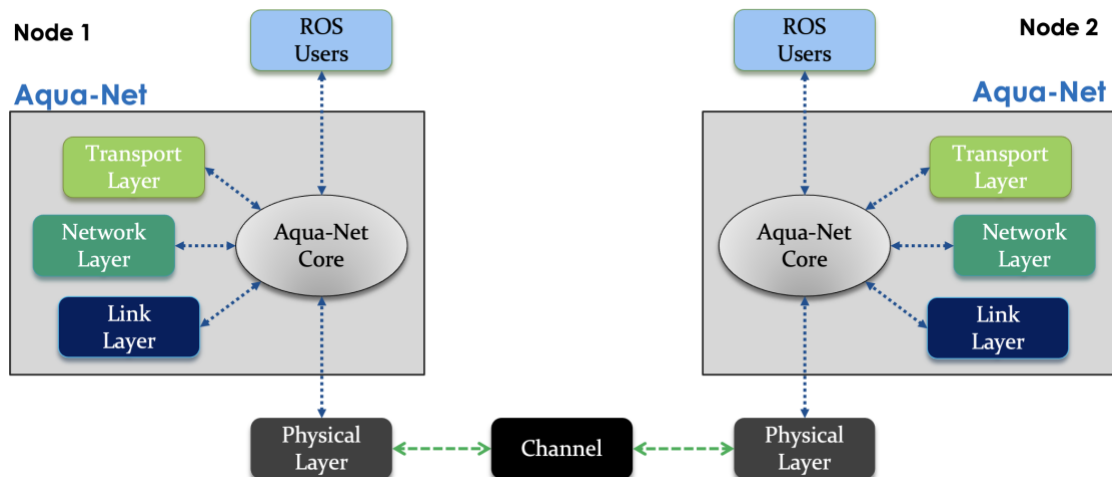 Node 1
ROS
Users
Aqua-Net
Transport
Layer
Network
Layer
Link
Layer
Aqua-Net
Core
Physical
Layer
Channel
Node 2
ROS
Users
Aqua-Net
Transport
Layer
Network
Layer
Link
Layer
Aqua-Net
Core
Physical
Layer